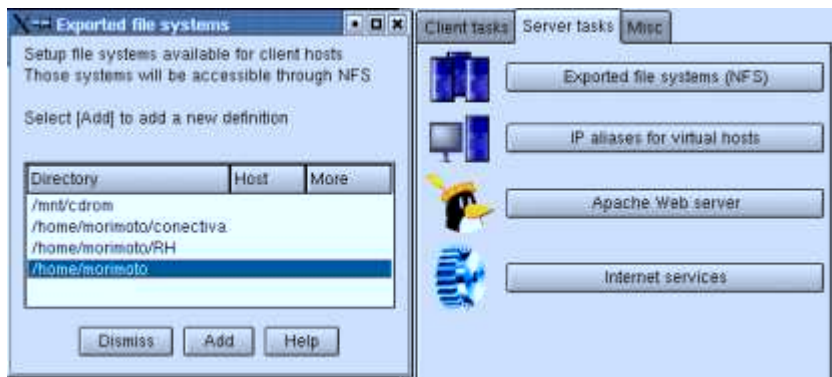 Exported file systems
Setup file systems available for client hosts
Those systems will be accessible through NFS
Select [Add] to add a new definition
Directory Host More
/mnt/cdrom
/home/morimoto/conectiva
/home/morimoto/RH
/home/morimoto
Dismiss Add Help
Client tasks Server tasks Misc
Exported file systems (NFS)
IP aliases for virtual hosts
Apache Web server
Internet services